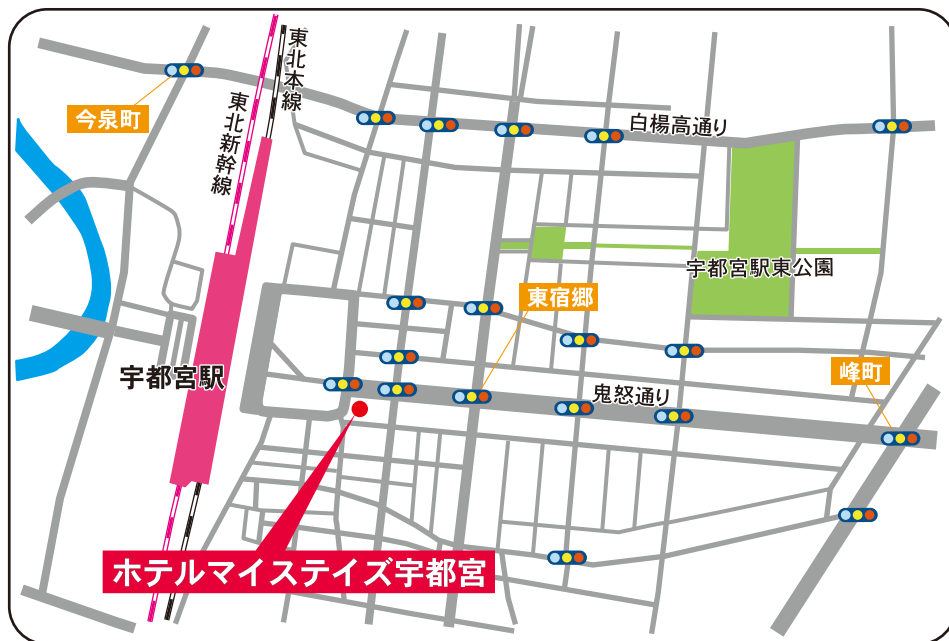 東北本線
東北新幹線
今泉町
白楊高通り
宇都宮駅東公園
東宿郷
宇都宮駅
鬼怒通り
峰町
ホテルマイステイズ宇都宮